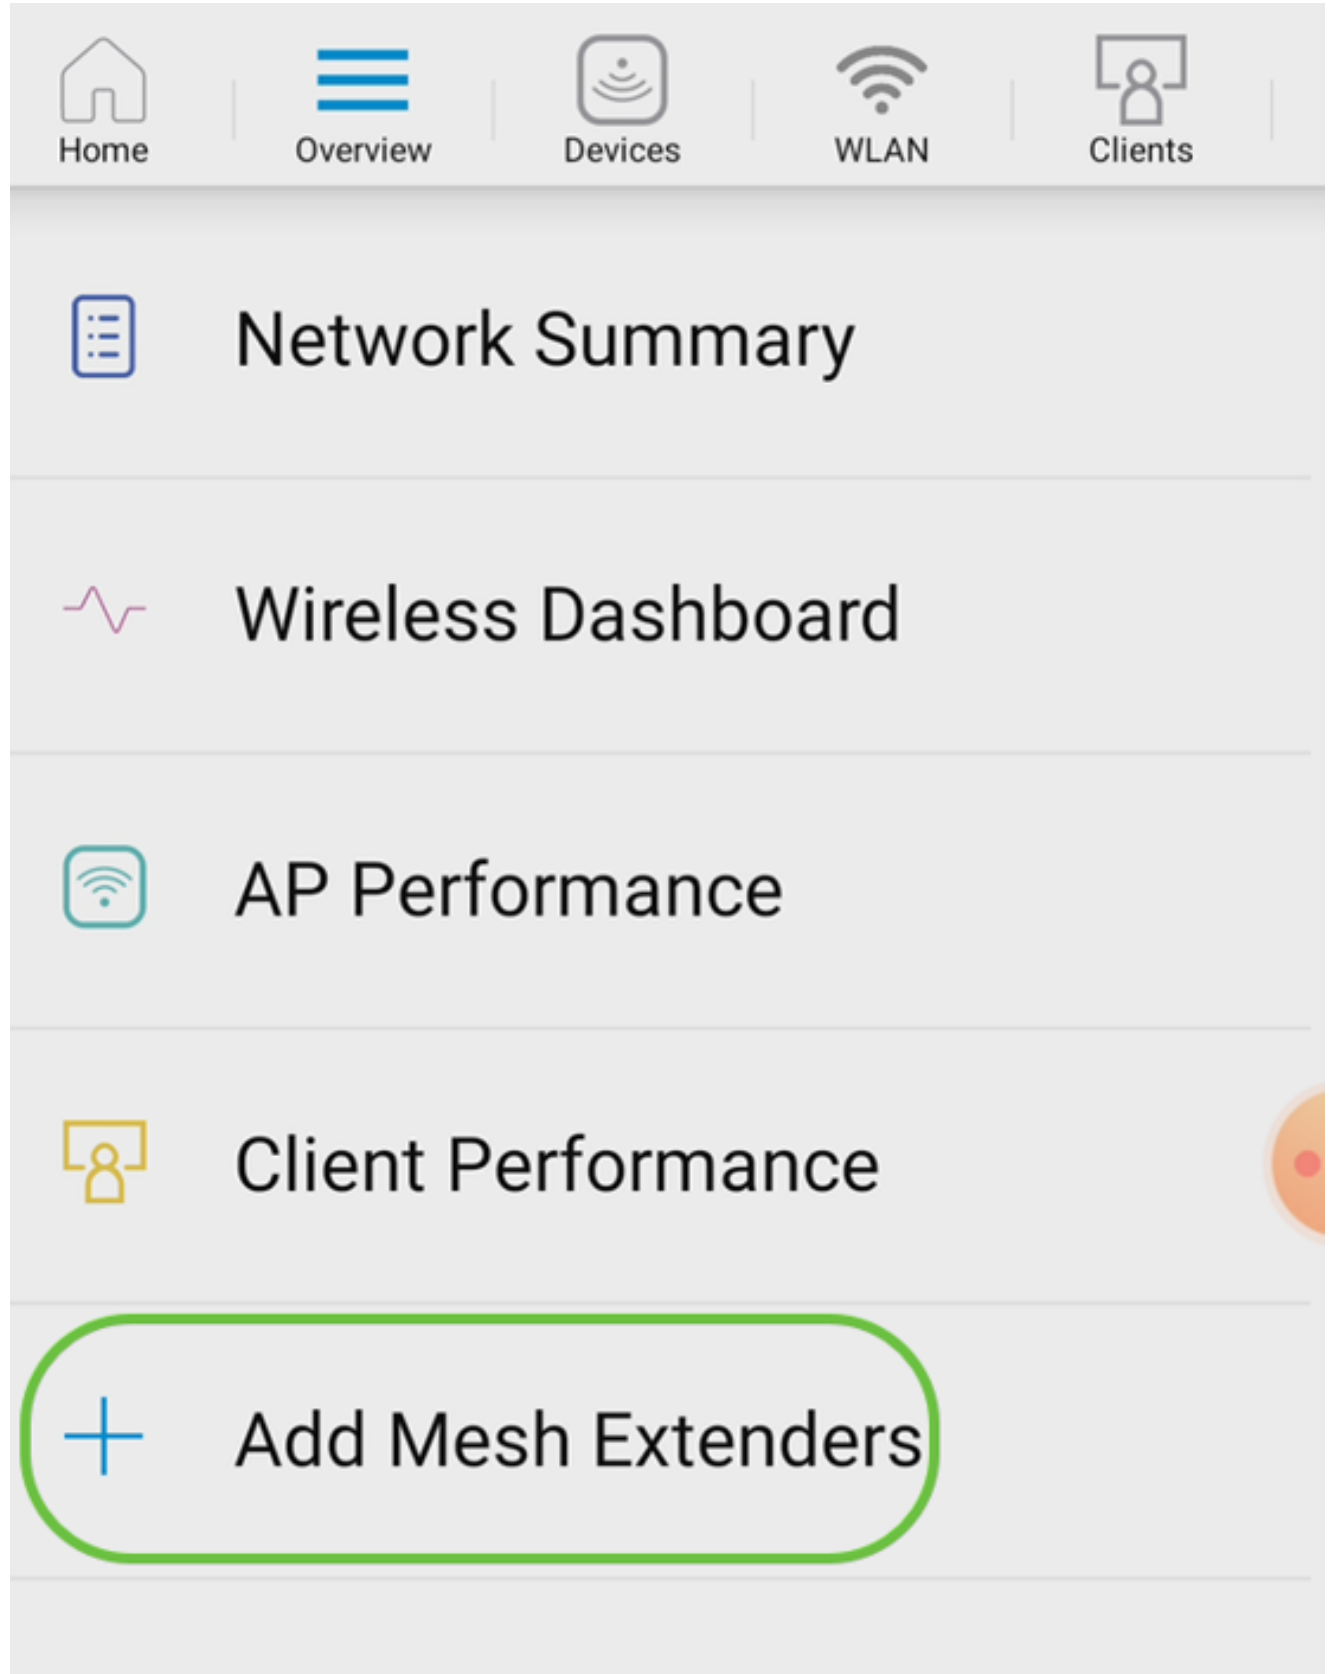 Home
Overview
Devices
WLAN
Clients
Network Summary
Wireless Dashboard
AP Performance
Client Performance
Add Mesh Extenders